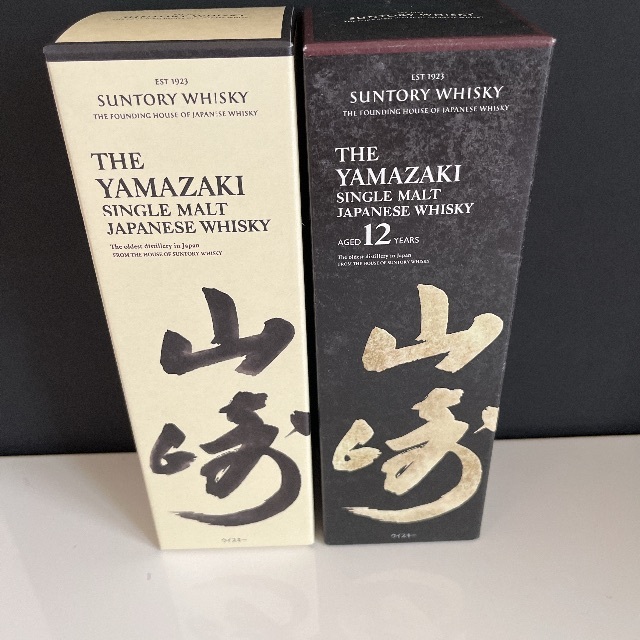 EST 1923
SUNTORY WHISKY
THE FOUNDING HOUSE OF JAPANESE WHISKY
THE
YAMAZAKI
SINGLE MALT
JAPANESE WHISKY
The oldest distillery in Japan
FROM THE HOUSE OF SUNTORY WHISKY
山崎
ウイスキー
SUNTORY WHISKY
EST 1923
SUNTORY WHISKY
THE FOUNDING HOUSE OF JAPANESE WHISKY
THE
YAMAZAKI
SINGLE MALT
JAPANESE WHISKY
AGED 12 YEARS
The oldest distillery in Japan
FROM THE HOUSE OF SUNTORY WHISKY
山崎
ウイスキー